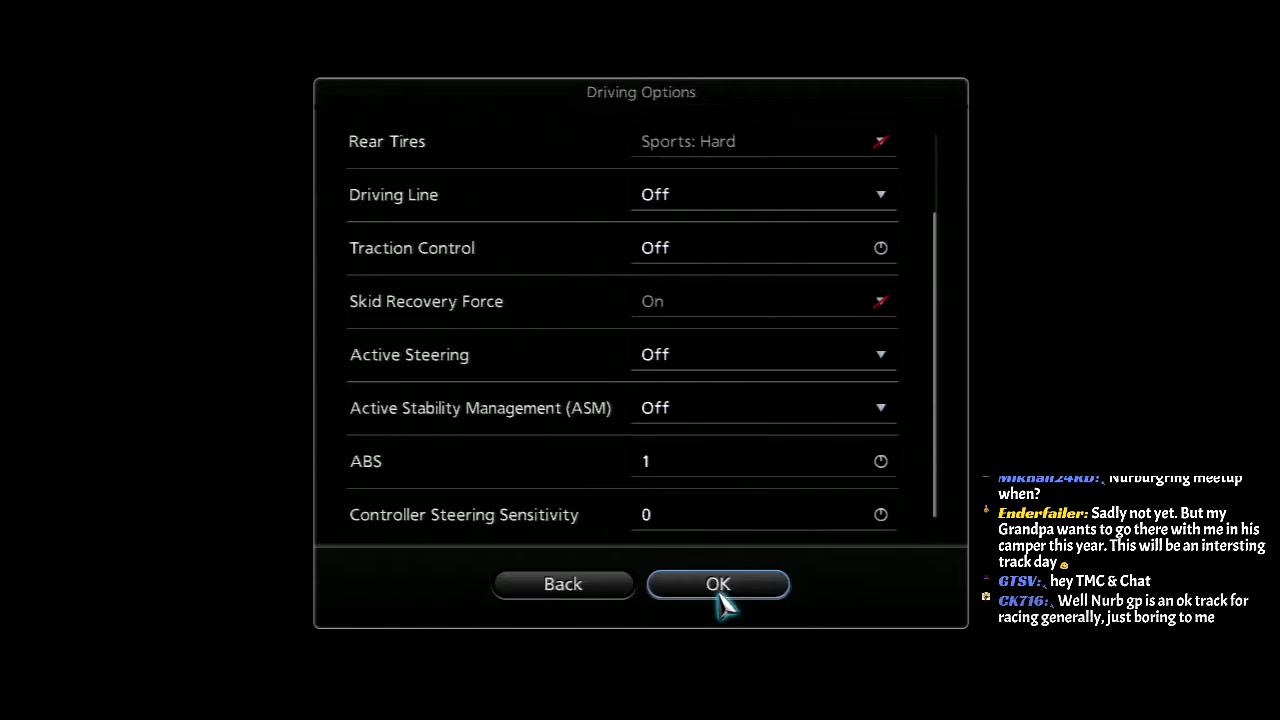 Driving Options
Rear Tires Sports: Hard
Driving Line Off
Traction Control Off
Skid Recovery Force On
Active Steering Off
Active Stability Management (ASM) Off
ABS 1
Controller Steering Sensitivity 0
Back OK
Mikhail24RD: Nurburgring meetup
when?
Enderfailer: Sadly not yet. But my
Grandpa wants to go there with me in his
camper this year. This will be an intersting
track day
GTSV: hey TMC & Chat
CK716: Well Nurb gp is an ok track for
racing generally, just boring to me